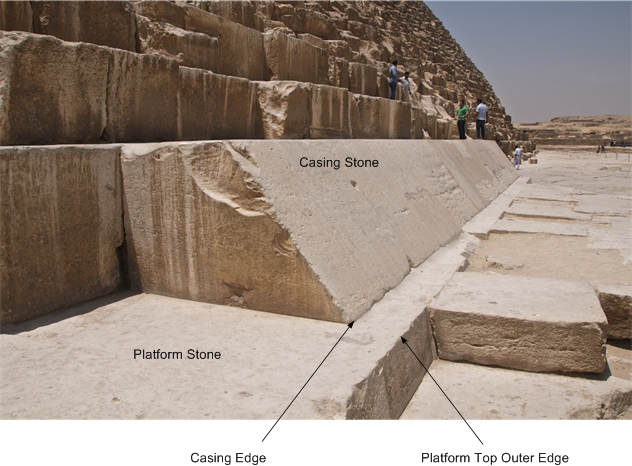 Casing Stone
Platform Stone
Casing Edge
Platform Top Outer Edge